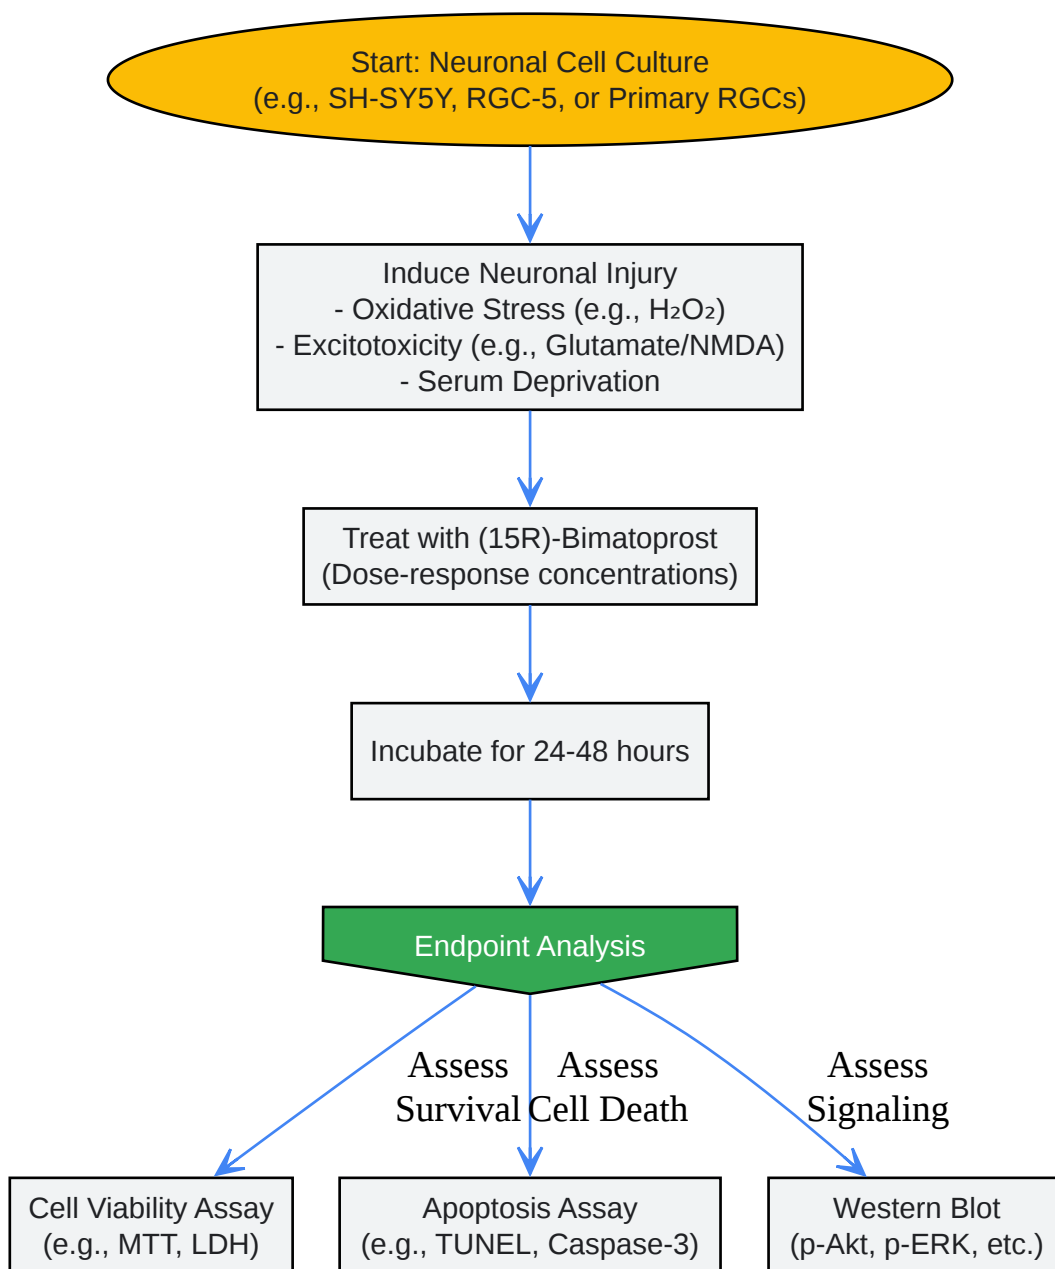 Start: Neuronal Cell Culture
(e.g., SH-SY5Y, RGC-5, or Primary RGCs)
Induce Neuronal Injury
- Oxidative Stress (e.g., H₂O₂)
- Excitotoxicity (e.g., Glutamate/NMDA)
- Serum Deprivation
Treat with (15R)-Bimatoprost
(Dose-response concentrations)
Incubate for 24-48 hours
Endpoint Analysis
Assess
Survival
Assess
Cell Death
Assess
Signaling
Cell Viability Assay
(e.g., MTT, LDH)
Apoptosis Assay
(e.g., TUNEL, Caspase-3)
Western Blot
(p-Akt, p-ERK, etc.)